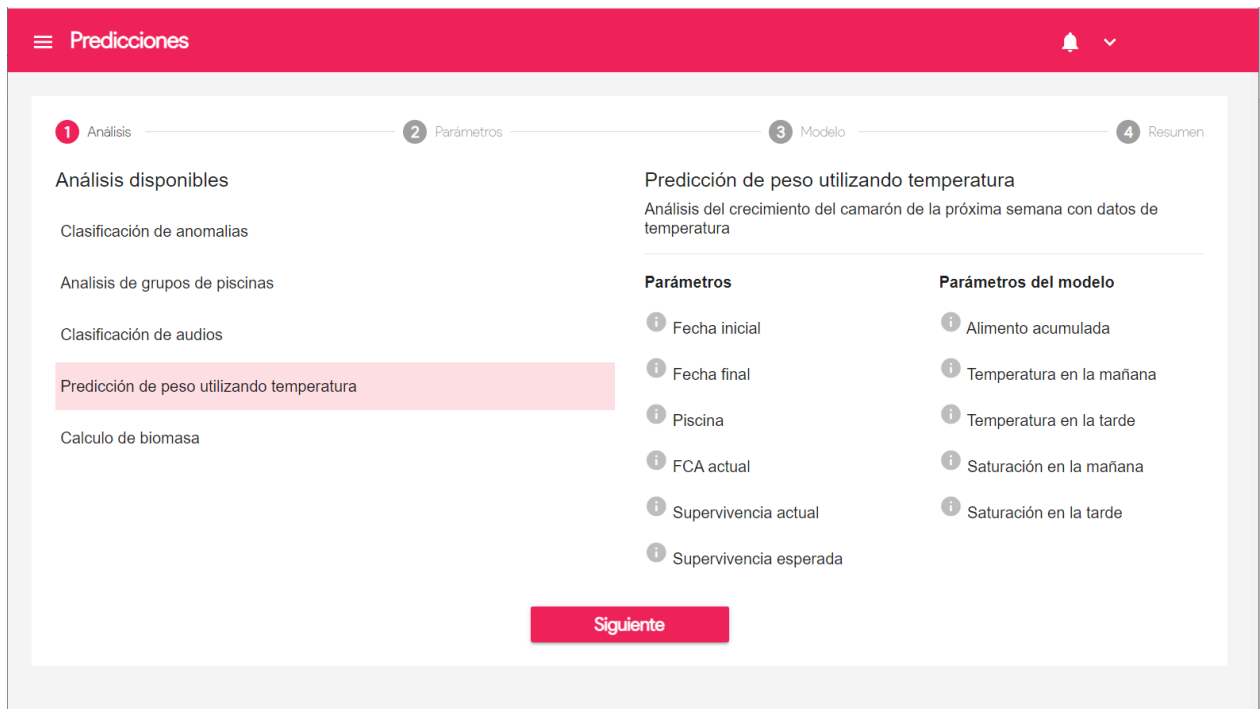 Predicciones
1 Análisis
2 Parámetros
3 Modelo
4 Resumen
Análisis disponibles
Clasificación de anomalias
Analisis de grupos de piscinas
Clasificación de audios
Predicción de peso utilizando temperatura
Calculo de biomasa
Predicción de peso utilizando temperatura
Análisis del crecimiento del camarón de la próxima semana con datos de
temperatura
Parámetros
Fecha inicial
Fecha final
Piscina
FCA actual
Supervivencia actual
Supervivencia esperada
Parámetros del modelo
Alimento acumulada
Temperatura en la mañana
Temperatura en la tarde
Saturación en la mañana
Saturación en la tarde
Siguiente